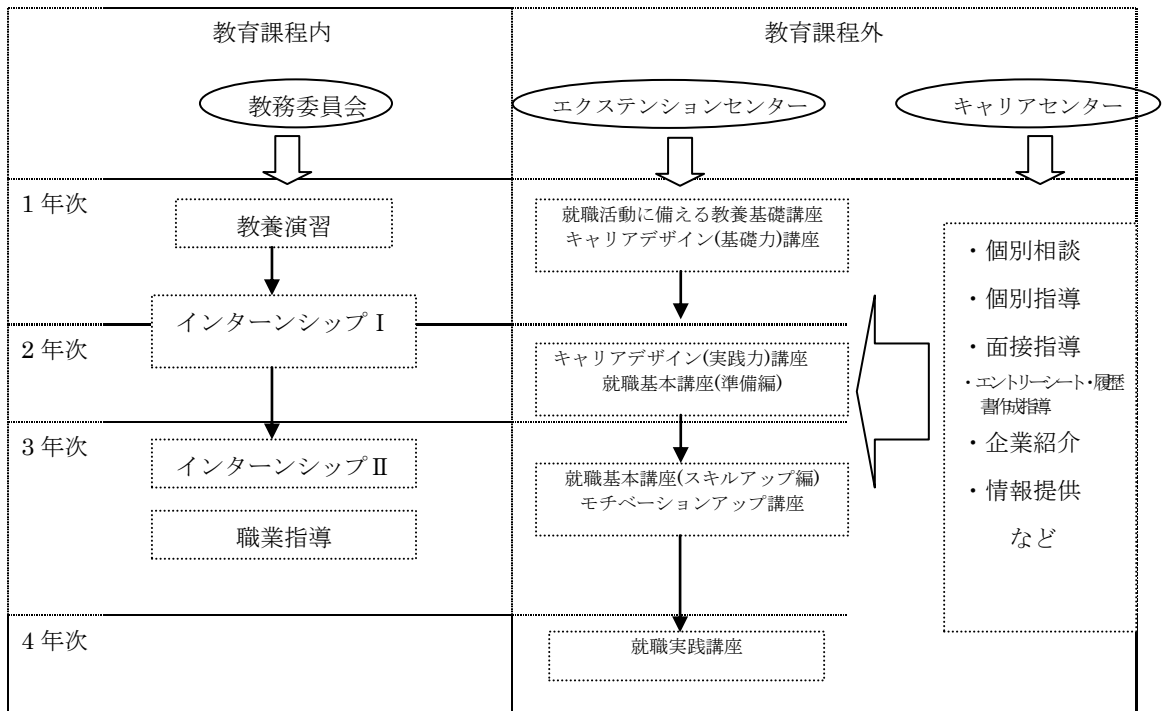 教育課程内
教育課程外
教務委員会
エクステンションセンター
キャリアセンター
1年次
教養演習
就職活動に備える教養基礎講座
キャリアデザイン(基礎力)講座
インターンシップⅠ
2年次
キャリアデザイン(実践力)講座
就職基本講座(準備編)
3年次
インターンシップⅡ
就職基本講座(スキルアップ編)
モチベーションアップ講座
職業指導
4年次
就職実践講座
・個別相談
・個別指導
・面接指導
・エントリーシート・履歴
書作成指導
・企業紹介
・情報提供
など